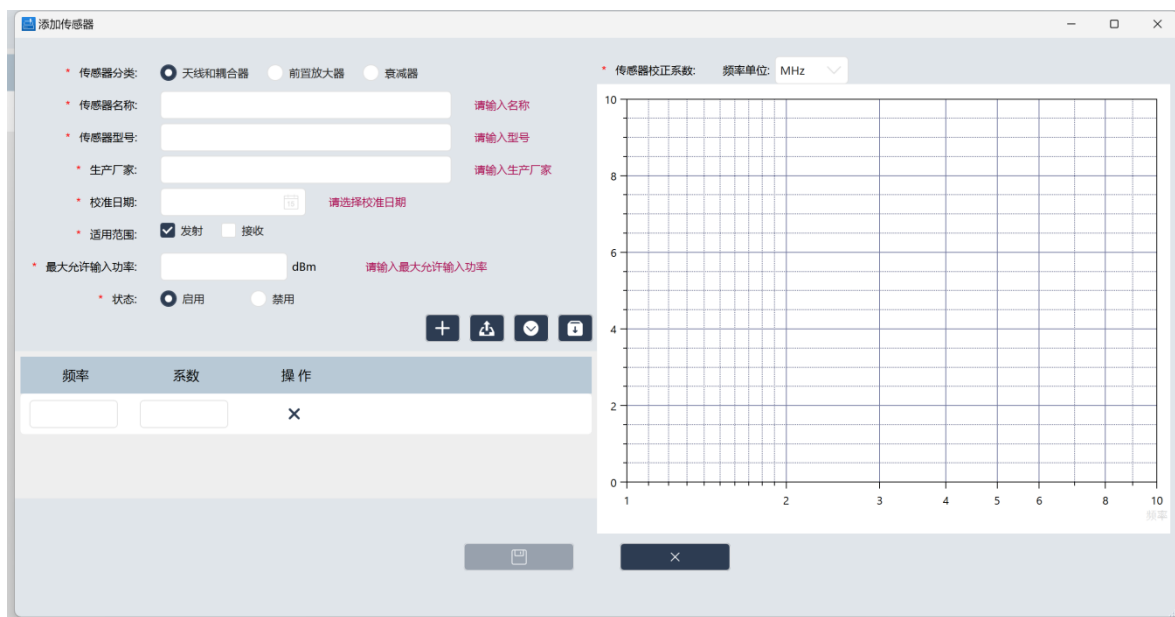 添加传感器
* 传感器分类: 天线和耦合器 前置放大器 衰减器
* 传感器名称: 请输入名称
* 传感器型号: 请输入型号
* 生产厂家: 请输入生产厂家
* 校准日期: 15 请选择校准日期
* 适用范围: 发射 接收
* 最大允许输入功率: dBm 请输入最大允许输入功率
* 状态: 启用 禁用
频率 系数 操作
* 传感器校正系数: 频率单位: MHz
10
8
6
4
2
0
1 2 3 4 5 6 8 10
频率